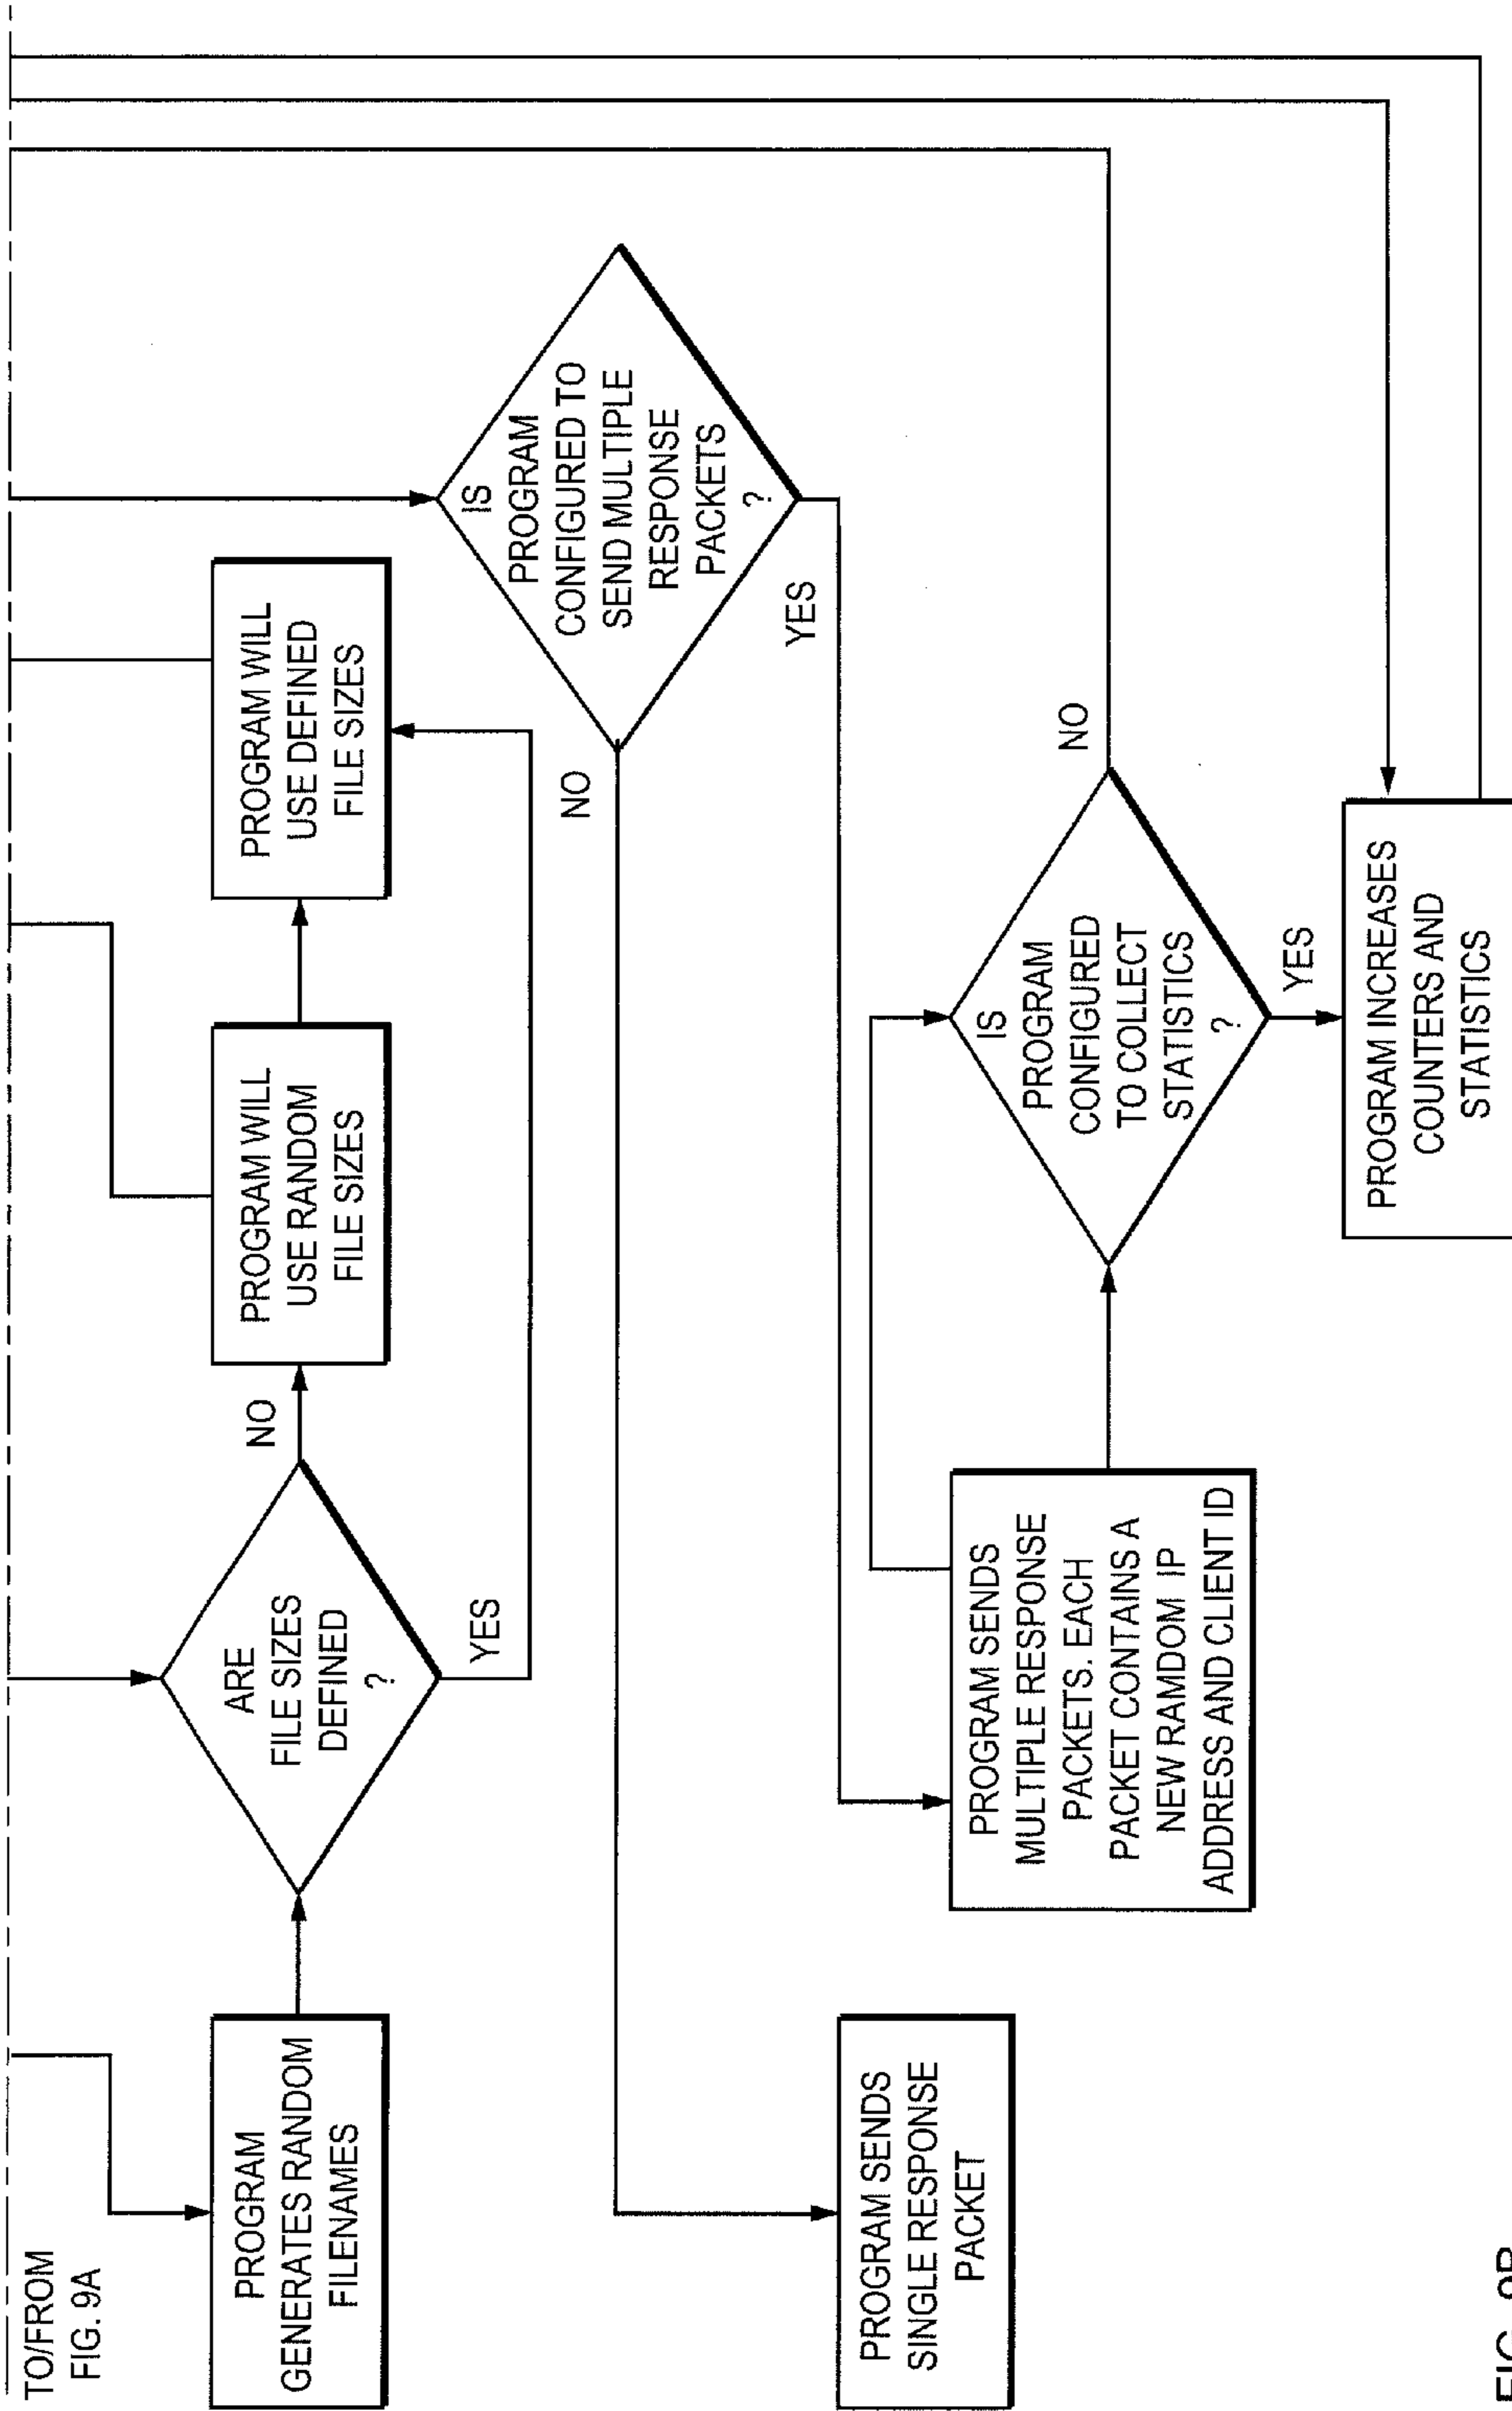 TO/FROM
FIG. 9A
PROGRAM
GENERATES RANDOM
FILENAMES
ARE
FILE SIZES
DEFINED
?
NO
YES
PROGRAM WILL
USE RANDOM
FILE SIZES
PROGRAM WILL
USE DEFINED
FILE SIZES
IS
PROGRAM
CONFIGURED TO
SEND MULTIPLE
RESPONSE
PACKETS
?
NO
YES
PROGRAM SENDS
SINGLE RESPONSE
PACKET
PROGRAM SENDS
MULTIPLE RESPONSE
PACKETS. EACH
PACKET CONTAINS A
NEW RAMDOM IP
ADDRESS AND CLIENT ID
IS
PROGRAM
CONFIGURED
TO COLLECT
STATISTICS
?
NO
YES
PROGRAM INCREASES
COUNTERS AND
STATISTICS
FIG. 9B